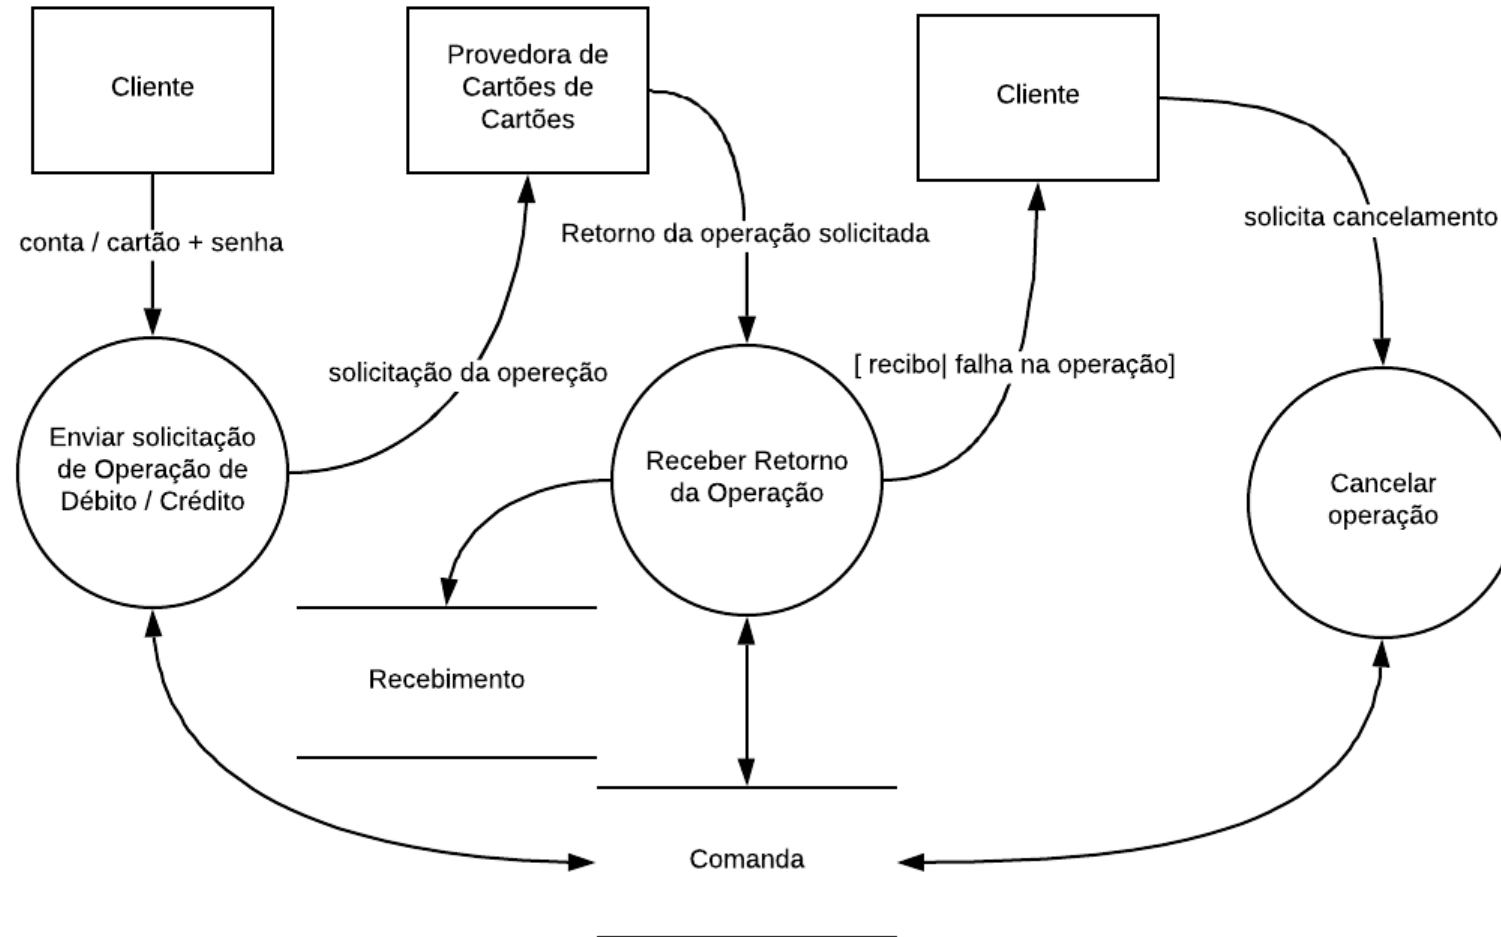 Cliente
Provedora de
Cartões de
Cartões
Cliente
conta / cartão + senha
Retorno da operação solicitada
solicita cancelamento
solicitação da opereção
[ recibo| falha na operação]
Enviar solicitação
de Operação de
Débito / Crédito
Receber Retorno
da Operação
Cancelar
operação
Recebimento
Comanda